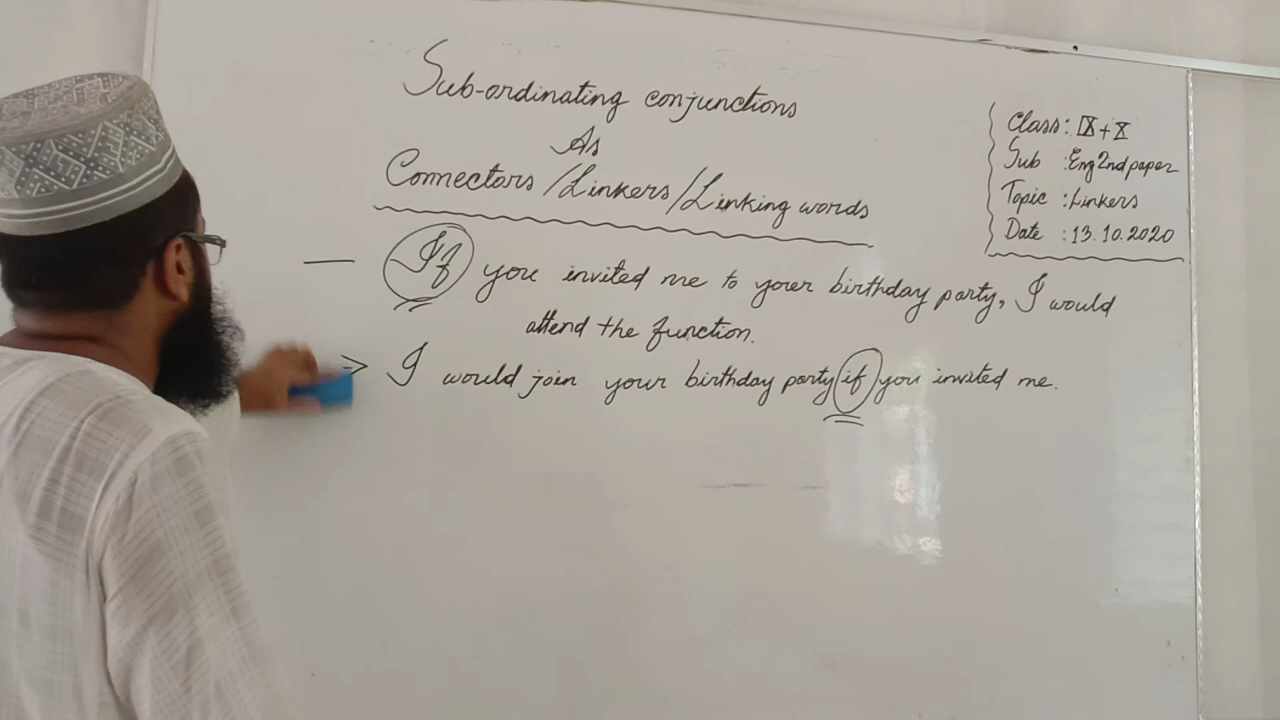 Sub-ordinating conjunctions
As
Connectors/Linkers/Linking words
Class: IX+X
Sub : Eng 2nd paper
Topic : Linkers
Date : 13.10.2020
— If you invited me to your birthday party, I would
attend the function.
> I would join your birthday party if you invited me.